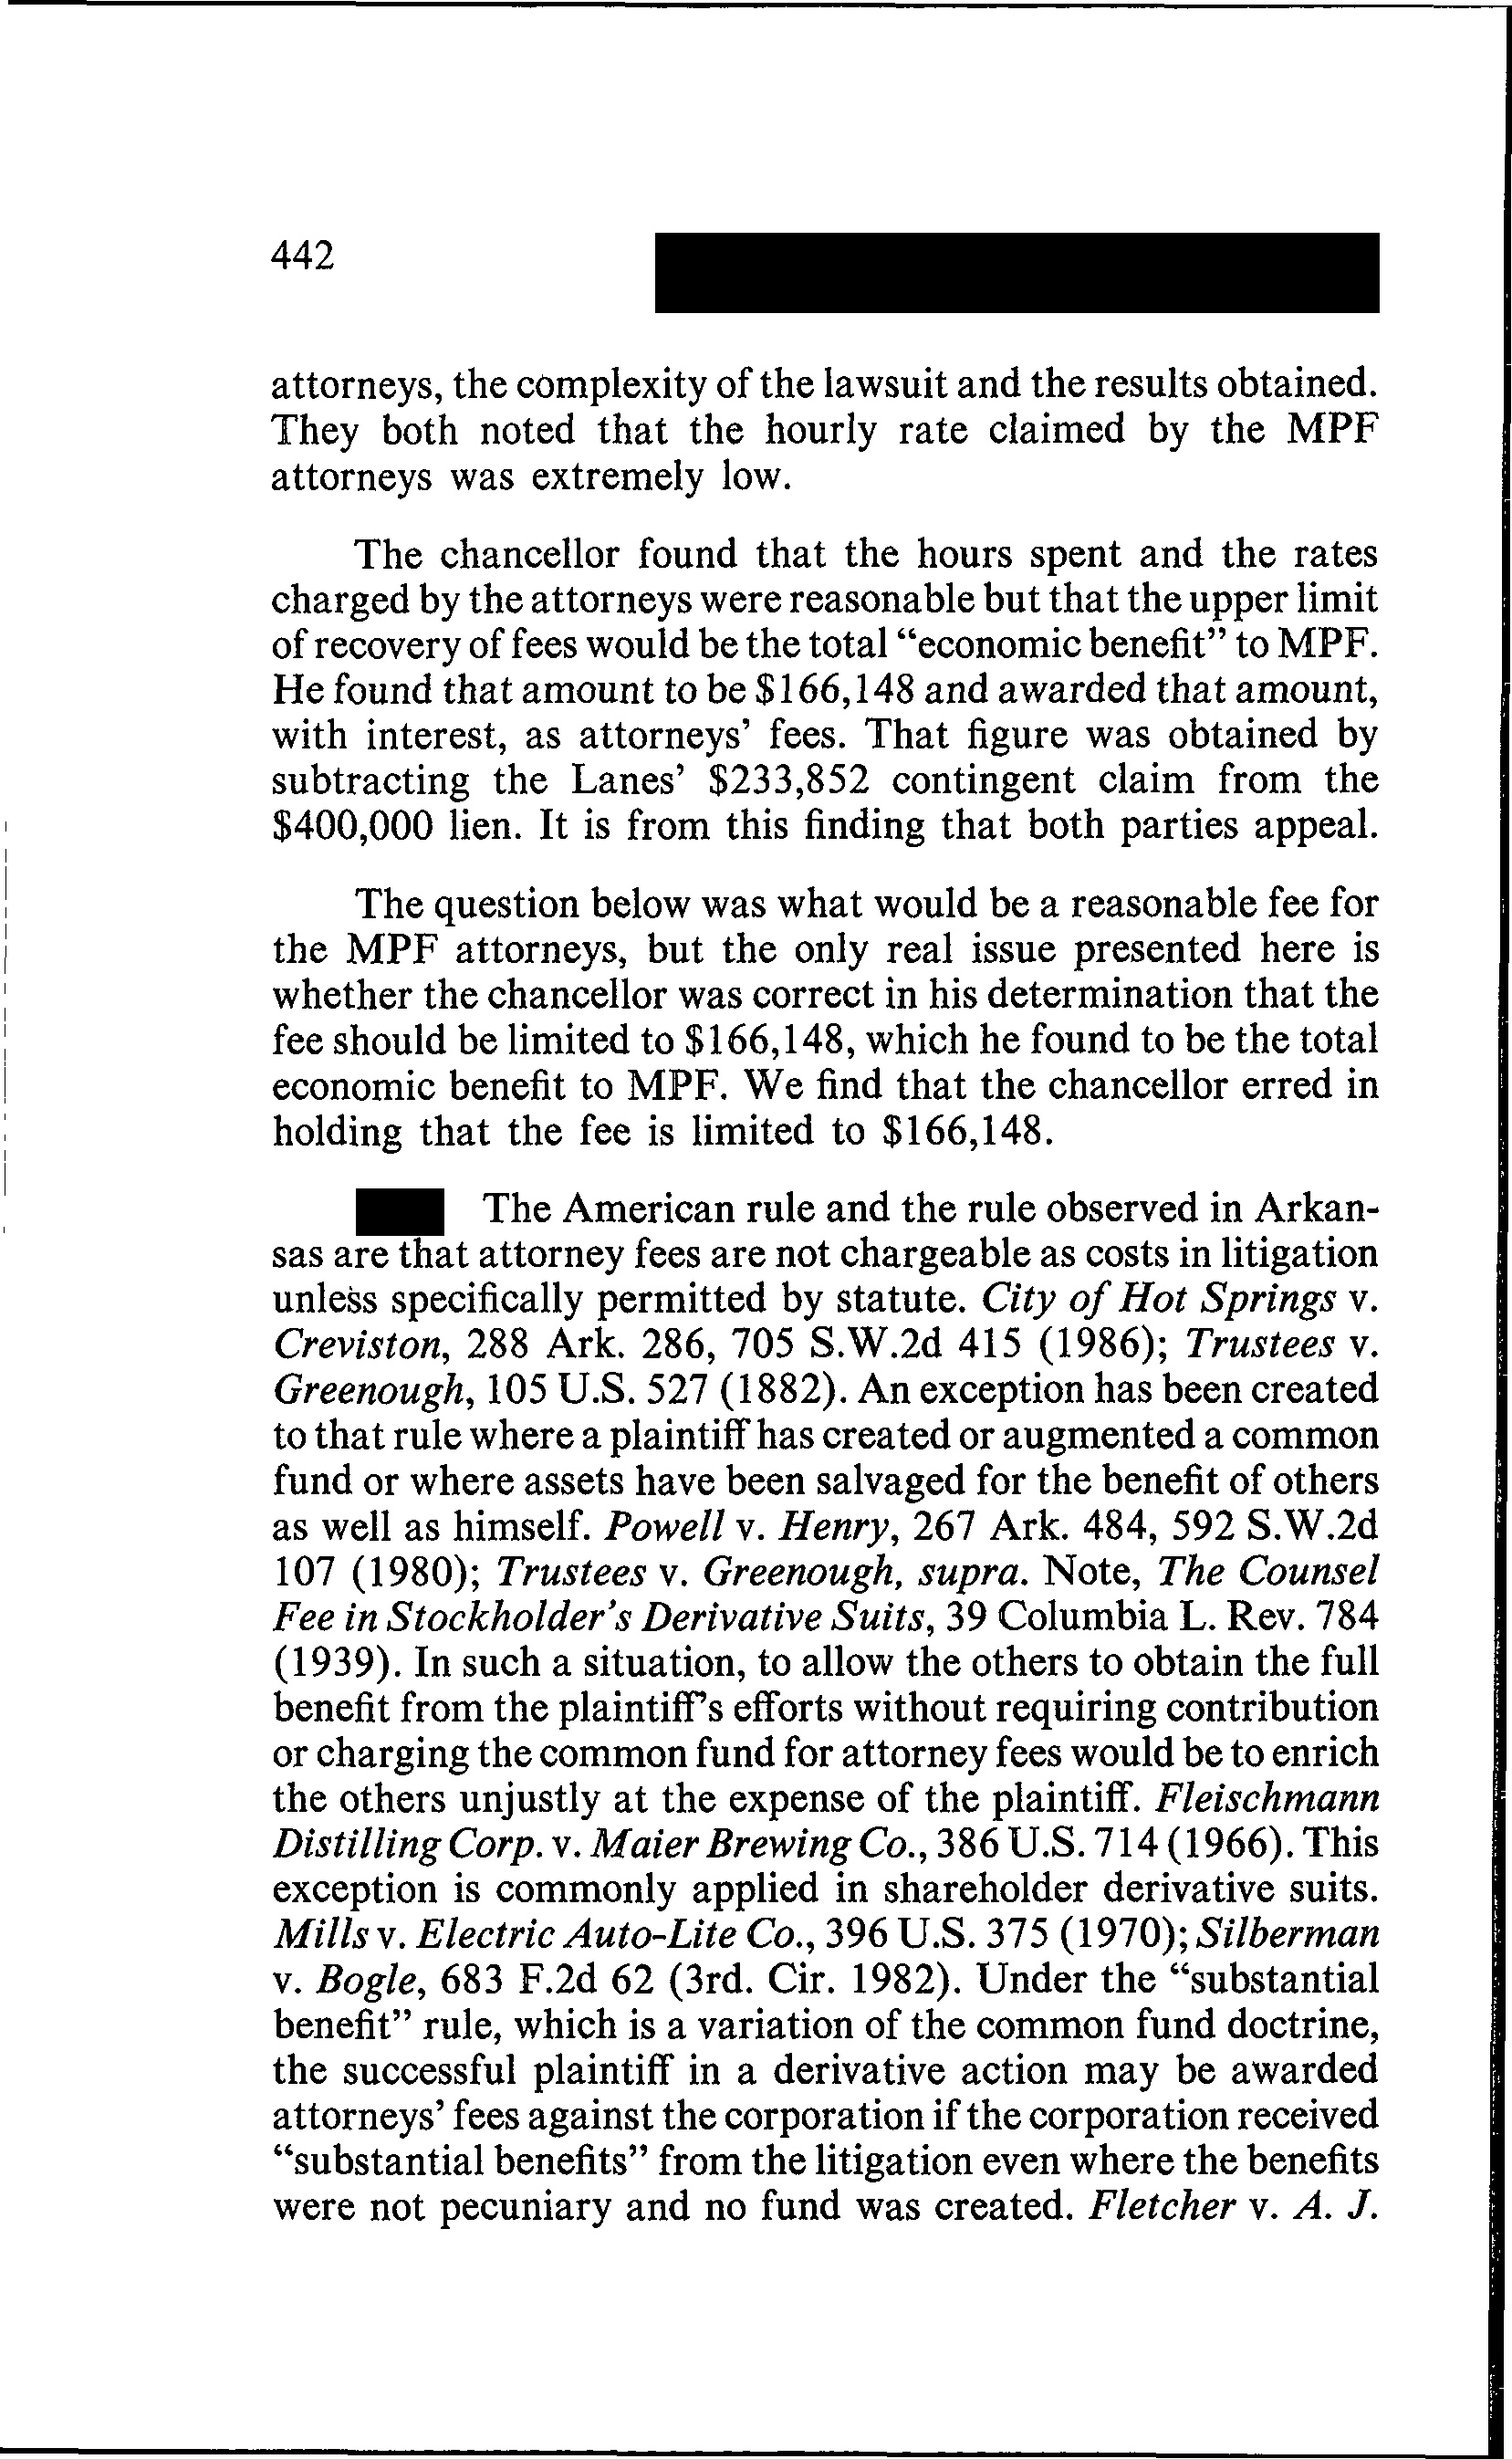 442
attorneys, the complexity of the lawsuit and the results obtained.
They both noted that the hourly rate claimed by the MPF
attorneys was extremely low.
The chancellor found that the hours spent and the rates
charged by the attorneys were reasonable but that the upper limit
of recovery of fees would be the total “economic benefit” to MPF.
He found that amount to be $166,148 and awarded that amount,
with interest, as attorneys’ fees. That figure was obtained by
subtracting the Lanes’ $233,852 contingent claim from the
$400,000 lien. It is from this finding that both parties appeal.
The question below was what would be a reasonable fee for
the MPF attorneys, but the only real issue presented here is
whether the chancellor was correct in his determination that the
fee should be limited to $166,148, which he found to be the total
economic benefit to MPF. We find that the chancellor erred in
holding that the fee is limited to $166,148.
The American rule and the rule observed in Arkan-
sas are that attorney fees are not chargeable as costs in litigation
unless specifically permitted by statute. City of Hot Springs v.
Creviston, 288 Ark. 286, 705 S.W.2d 415 (1986); Trustees v.
Greenough, 105 U.S. 527 (1882). An exception has been created
to that rule where a plaintiff has created or augmented a common
fund or where assets have been salvaged for the benefit of others
as well as himself. Powell v. Henry, 267 Ark. 484, 592 S.W.2d
107 (1980); Trustees v. Greenough, supra. Note, The Counsel
Fee in Stockholder’s Derivative Suits, 39 Columbia L. Rev. 784
(1939). In such a situation, to allow the others to obtain the full
benefit from the plaintiff’s efforts without requiring contribution
or charging the common fund for attorney fees would be to enrich
the others unjustly at the expense of the plaintiff. Fleischmann
Distilling Corp. v. Maier Brewing Co., 386 U.S. 714 (1966). This
exception is commonly applied in shareholder derivative suits.
Mills v. Electric Auto-Lite Co., 396 U.S. 375 (1970); Silberman
v. Bogle, 683 F.2d 62 (3rd. Cir. 1982). Under the “substantial
benefit” rule, which is a variation of the common fund doctrine,
the successful plaintiff in a derivative action may be awarded
attorneys’ fees against the corporation if the corporation received
“substantial benefits” from the litigation even where the benefits
were not pecuniary and no fund was created. Fletcher v. A. J.